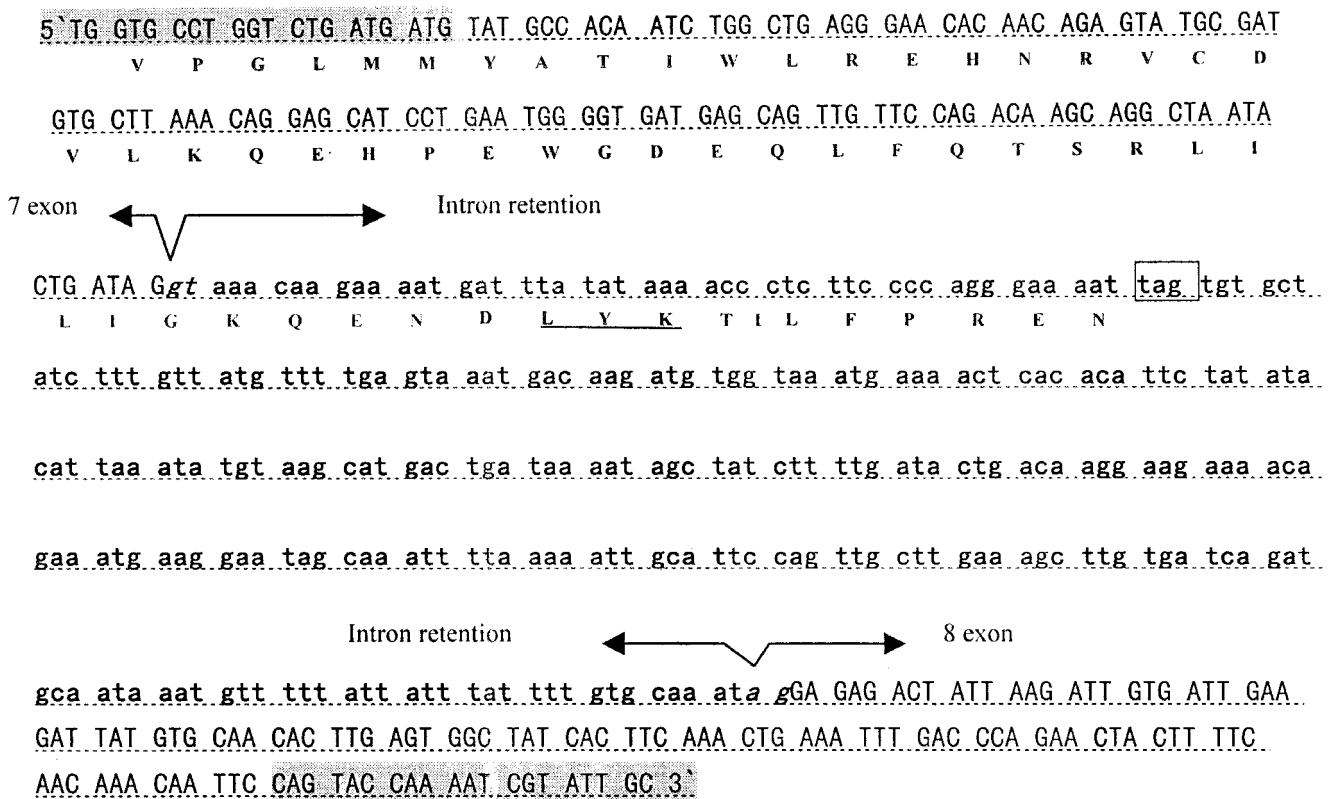 5`TG GTG CCT GGT CTG ATG ATG TAT GCC ACA ATC TGG CTG AGG GAA CAC AAC AGA GTA TGC GAT
V P G L M M Y A T I W L R E H N R V C D
GTG CTT AAA CAG GAG CAT CCT GAA TGG GGT GAT GAG CAG TTG TTC CAG ACA AGC AGG CTA ATA
V L K Q E H P E W G D E Q L F Q T S R L I
7 exon Intron retention
CTG ATA Ggt aaa caa gaa aat gat tta tat aaa acc ctc ttc ccc agg gaa aat tag tgt gct
L I G K Q E N D L Y K T I L F P R E N
atc ttt gtt atg ttt tga gta aat gac aag atg tgg taa atg aaa act cac aca ttc tat ata
cat taa ata tgt aag cat gac tga taa aat agc tat ctt ttg ata ctg aca agg aag aaa aca
gaa atg aag gaa tag caa att tta aaa att gca ttc cag ttg ctt gaa agc ttg tga tca gat
Intron retention 8 exon
gca ata aat gtt ttt att att tat ttt gtg caa ata gGA GAG ACT ATT AAG ATT GTG ATT GAA
GAT TAT GTG CAA CAC TTG AGT GGC TAT CAC TTC AAA CTG AAA TTT GAC CCA GAA CTA CTT TTC
AAC AAA CAA TTC CAG TAC CAA AAT CGT ATT GC 3`